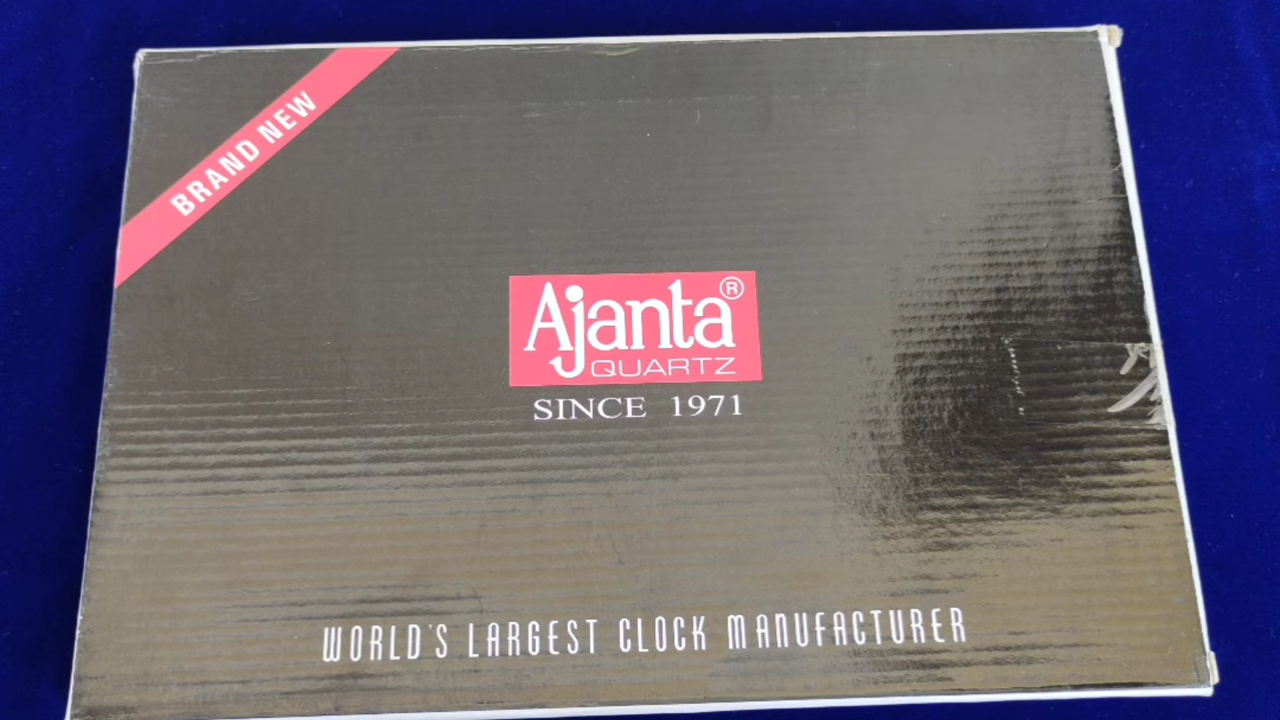 BRAND NEW
Ajanta®
QUARTZ
SINCE 1971
WORLD'S LARGEST CLOCK MANUFACTURER